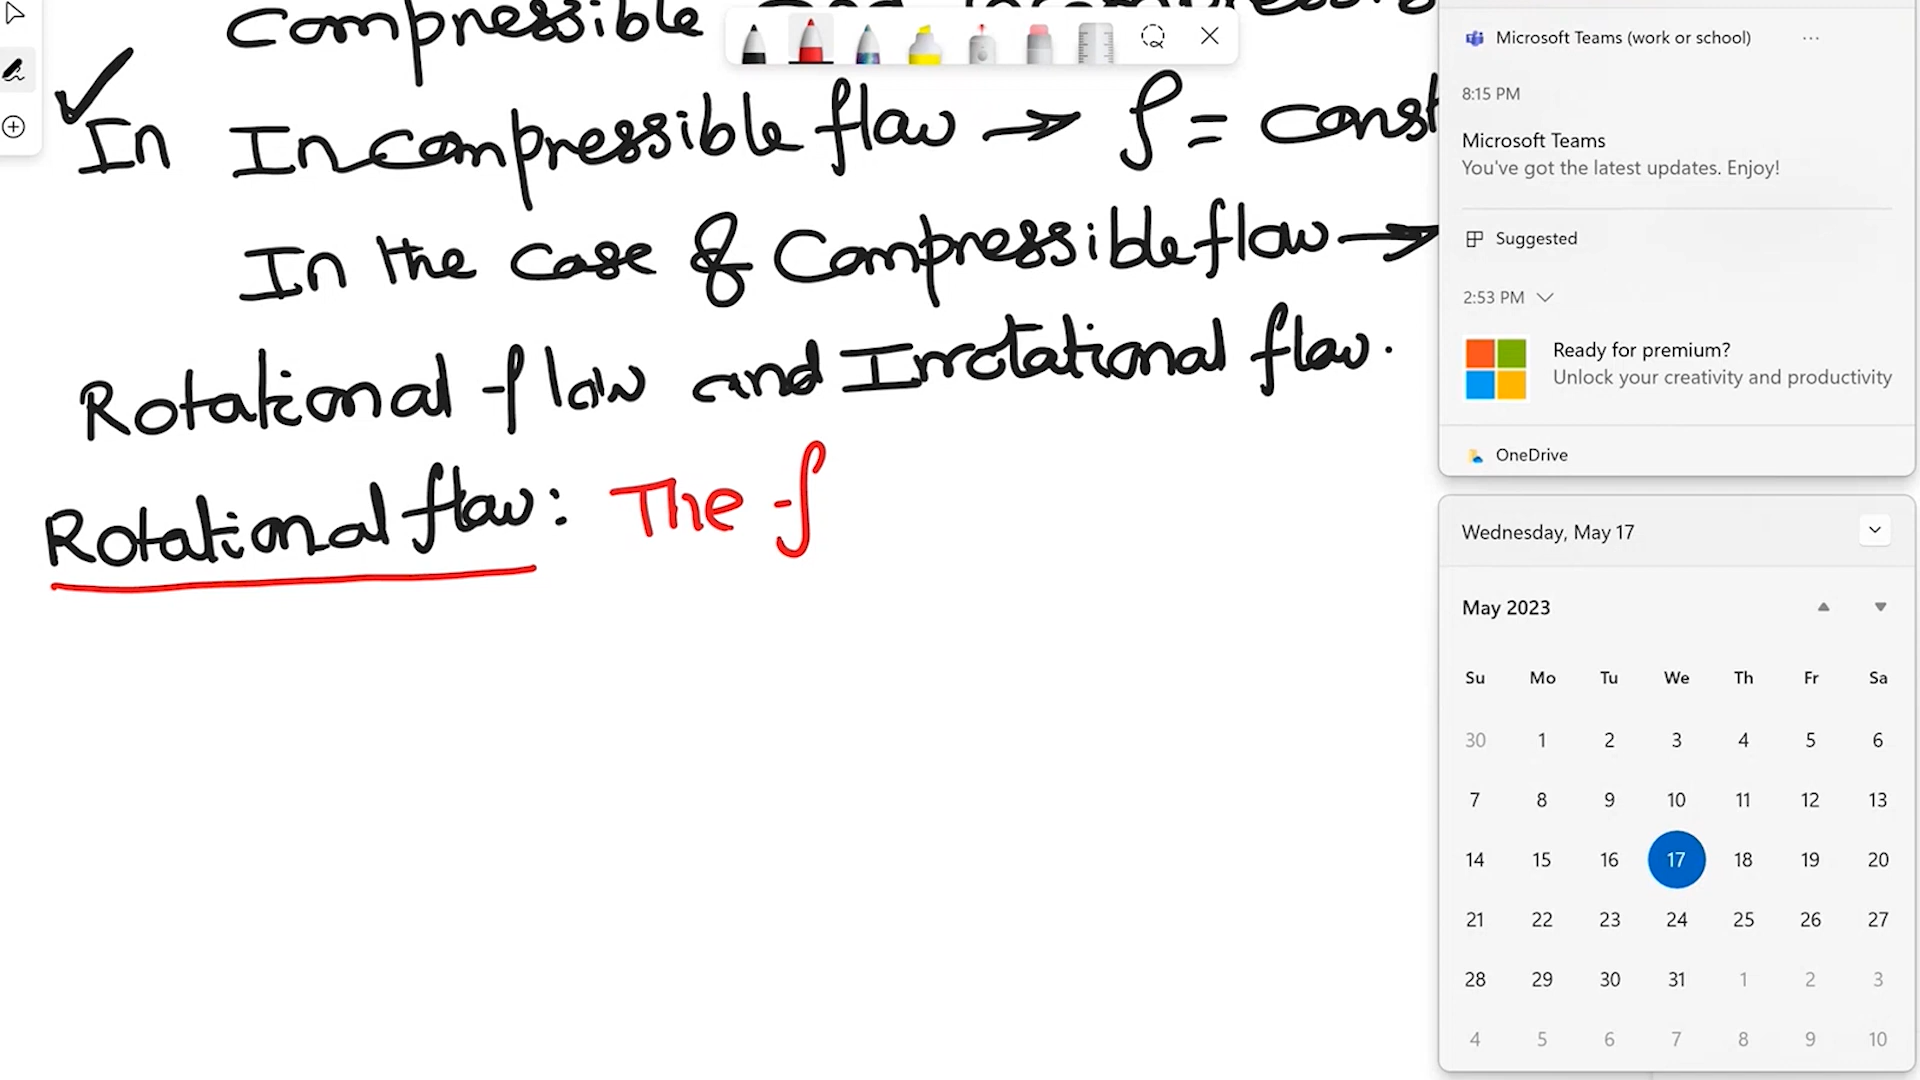 Compressible and Incompressib
In Incompressible flow → ρ = const
In the case of Compressible flow →
Rotational flow and Irrotational flow.
Rotational flow: The f
Microsoft Teams (work or school) ...
8:15 PM
Microsoft Teams
You've got the latest updates. Enjoy!
Suggested
2:53 PM
Ready for premium?
Unlock your creativity and productivity
OneDrive
Wednesday, May 17
May 2023
Su Mo Tu We Th Fr Sa
30 1 2 3 4 5 6
7 8 9 10 11 12 13
14 15 16 17 18 19 20
21 22 23 24 25 26 27
28 29 30 31 1 2 3
4 5 6 7 8 9 10